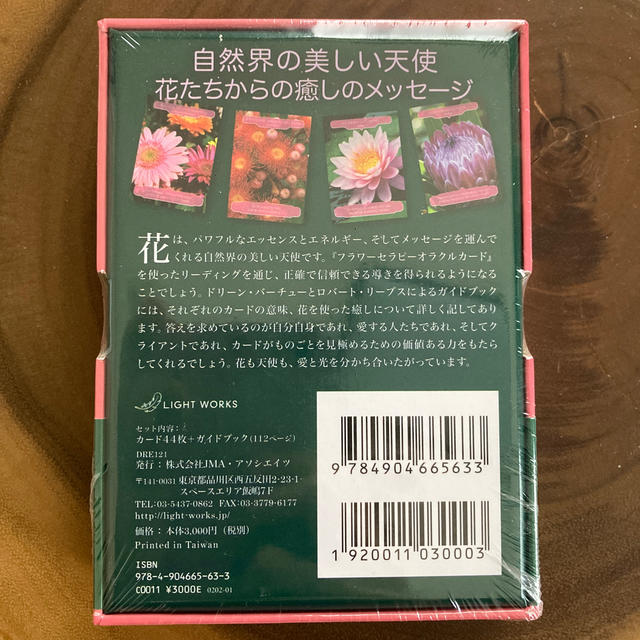 自然界の美しい天使
花たちからの癒しのメッセージ
花は、パワフルなエッセンスとエネルギー、そしてメッセージを運んで
くれる自然界の美しい天使です。『フラワーセラピーオラクルカード』
を使ったリーディングを通じ、正確で信頼できる導きを得られるようになる
ことでしょう。ドリーン・バーチューとロバート・リーブスによるガイドブック
には、それぞれのカードの意味、花を使った癒しについて詳しく記してあり
ます。答えを求めているのが自分自身であれ、愛する人たちであれ、そして
クライアントであれ、カードがものごとを見極めるための価値ある力をもたら
してくれるでしょう。花も天使も、愛と光を分かち合いたがっています。
LIGHT WORKS
セット内容：
カード44枚+ガイドブック(112ページ)
DRE121
発行：株式会社JMA・アソシエイツ
〒141-0031 東京都品川区西五反田2-23-1
スペースエリア飯嶋7F
TEL:03-5437-0862 FAX:03-3779-6177
http://light-works.jp/
価格：本体3,000円（税別）
Printed in Taiwan
ISBN
978-4-904665-63-3
C0011 ¥3000E 0202-01
9 784904 665633
1 920011 030003